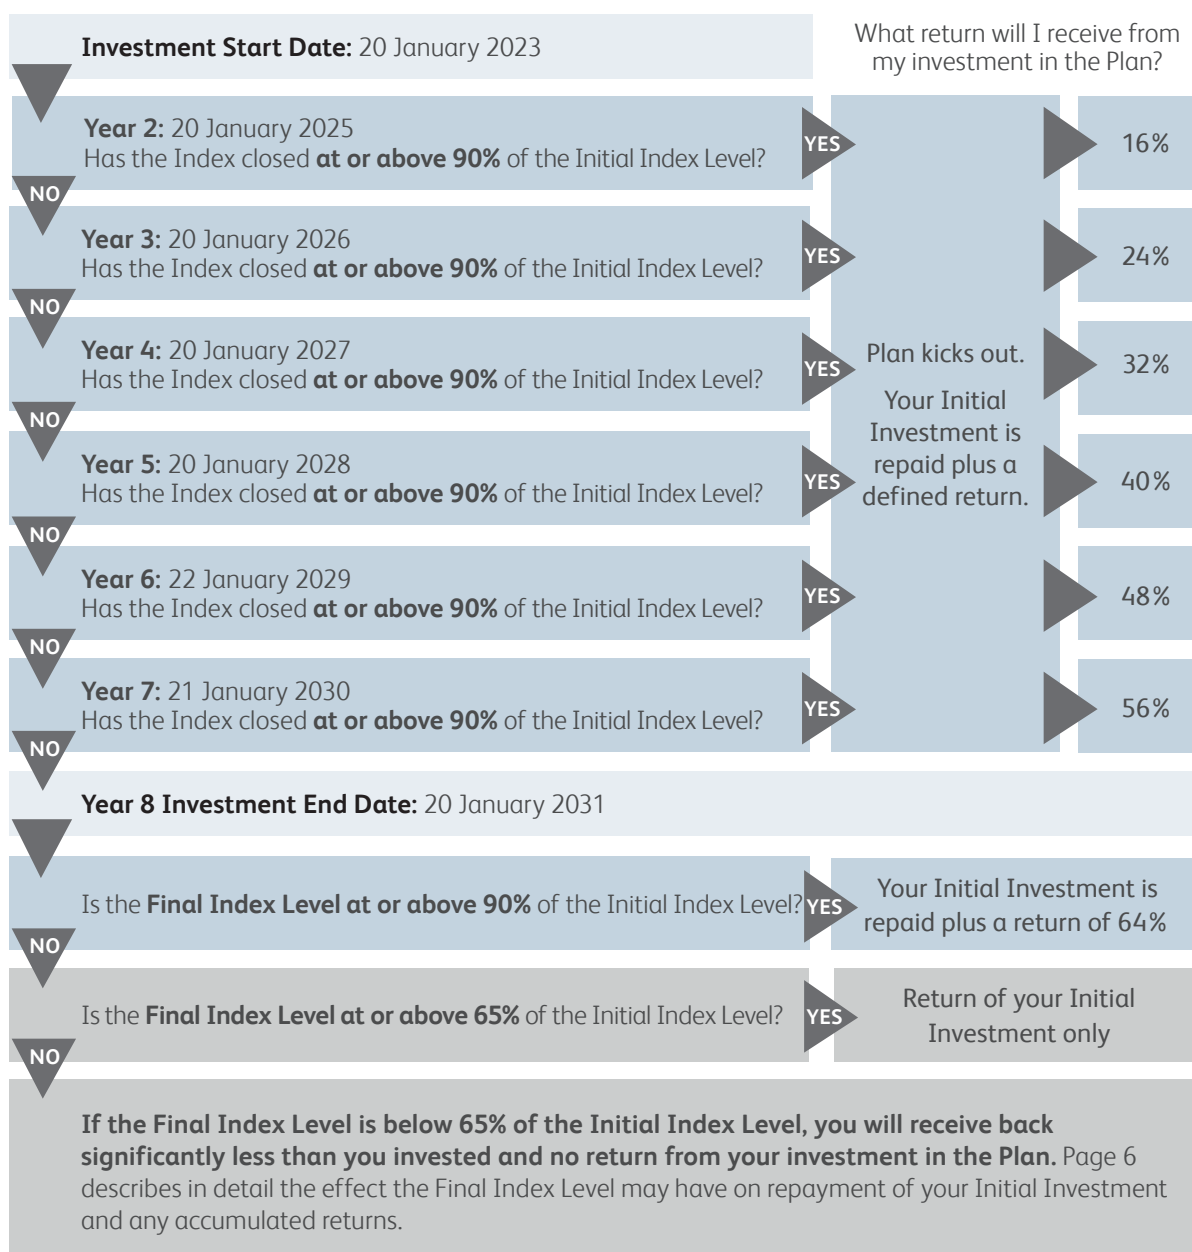 Investment Start Date: 20 January 2023
What return will I receive from
my investment in the Plan?
Year 2: 20 January 2025
Has the Index closed at or above 90% of the Initial Index Level?
YES
16%
NO
Year 3: 20 January 2026
Has the Index closed at or above 90% of the Initial Index Level?
YES
24%
NO
Year 4: 20 January 2027
Has the Index closed at or above 90% of the Initial Index Level?
YES
Plan kicks out.
Your Initial
Investment is
repaid plus a
defined return.
32%
NO
Year 5: 20 January 2028
Has the Index closed at or above 90% of the Initial Index Level?
YES
40%
NO
Year 6: 22 January 2029
Has the Index closed at or above 90% of the Initial Index Level?
YES
48%
NO
Year 7: 21 January 2030
Has the Index closed at or above 90% of the Initial Index Level?
YES
56%
NO
Year 8 Investment End Date: 20 January 2031
Is the Final Index Level at or above 90% of the Initial Index Level?
YES
Your Initial Investment is
repaid plus a return of 64%
NO
Is the Final Index Level at or above 65% of the Initial Index Level?
YES
Return of your Initial
Investment only
NO
If the Final Index Level is below 65% of the Initial Index Level, you will receive back
significantly less than you invested and no return from your investment in the Plan. Page 6
describes in detail the effect the Final Index Level may have on repayment of your Initial Investment
and any accumulated returns.